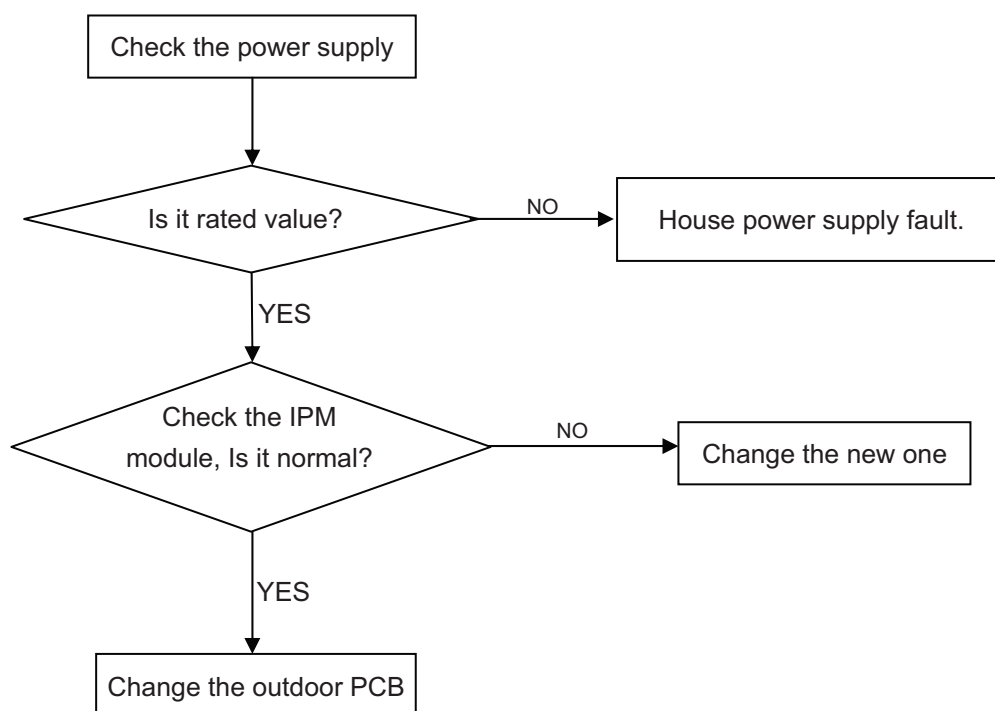 Check the power supply
Is it rated value?
NO
House power supply fault.
YES
Check the IPM
module, Is it normal?
NO
Change the new one
YES
Change the outdoor PCB